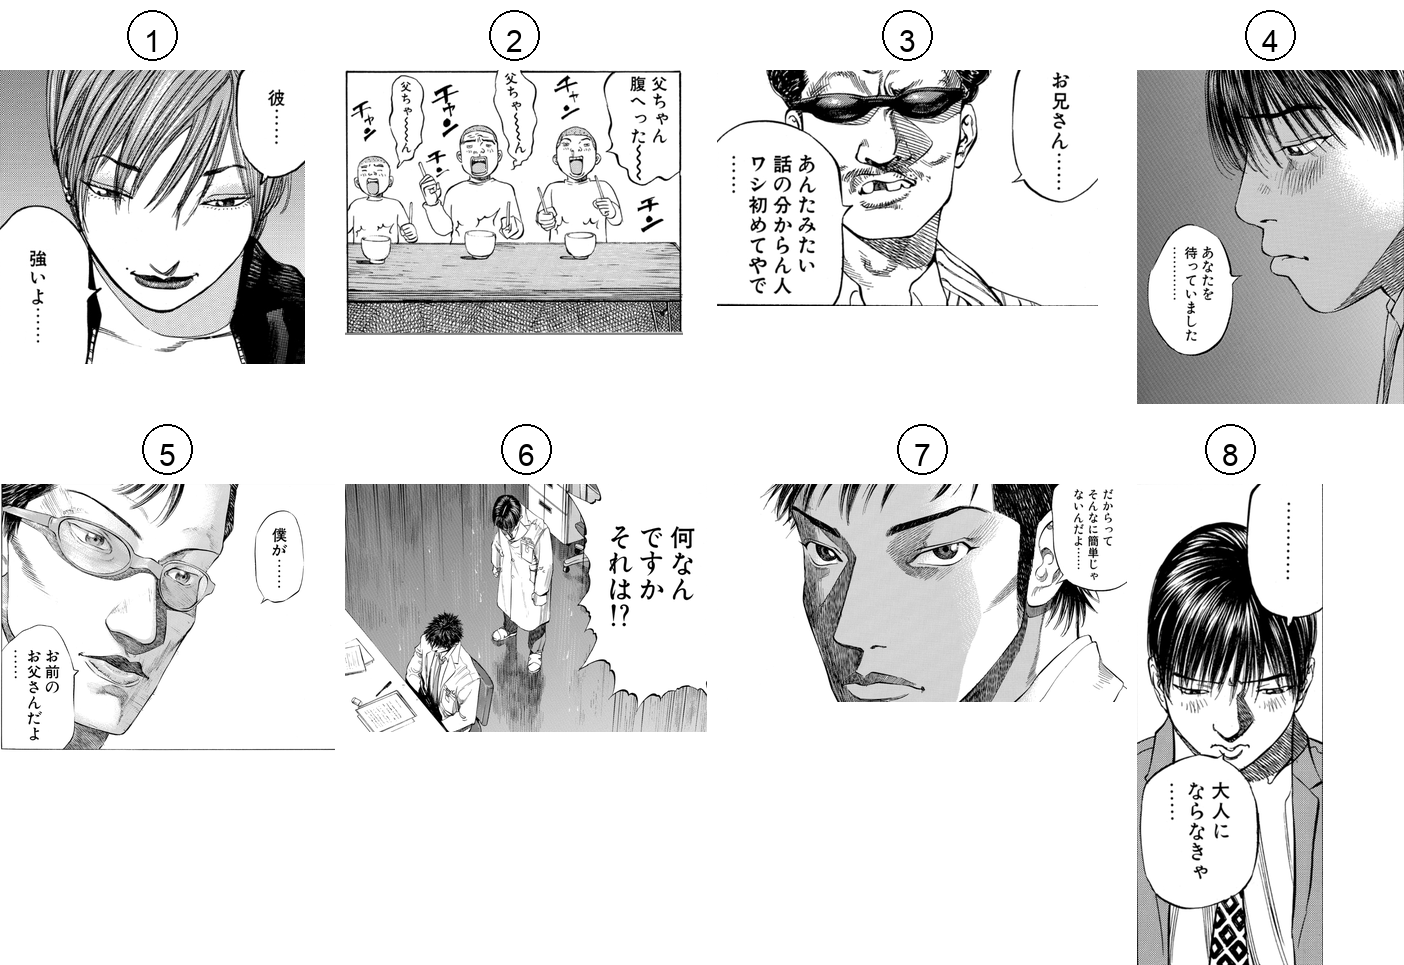 1
彼……
強いよ……
2
父ちゃん
腹へった〜〜
父ちゃ〜〜〜ん
父ちゃ〜〜〜ん
チャン
チン
チャン
チャン
チン
3
お兄さん……
あんたみたい
話の分からん人
ワシ初めてやで
……
4
あなたを
待っていました
…………
5
僕が……
お前の
お父さんだよ
……
6
何なん
ですか
それは!?
7
だからって
そんなに簡単じゃ
ないんだよ……
8
…………
大人に
ならなきゃ
……